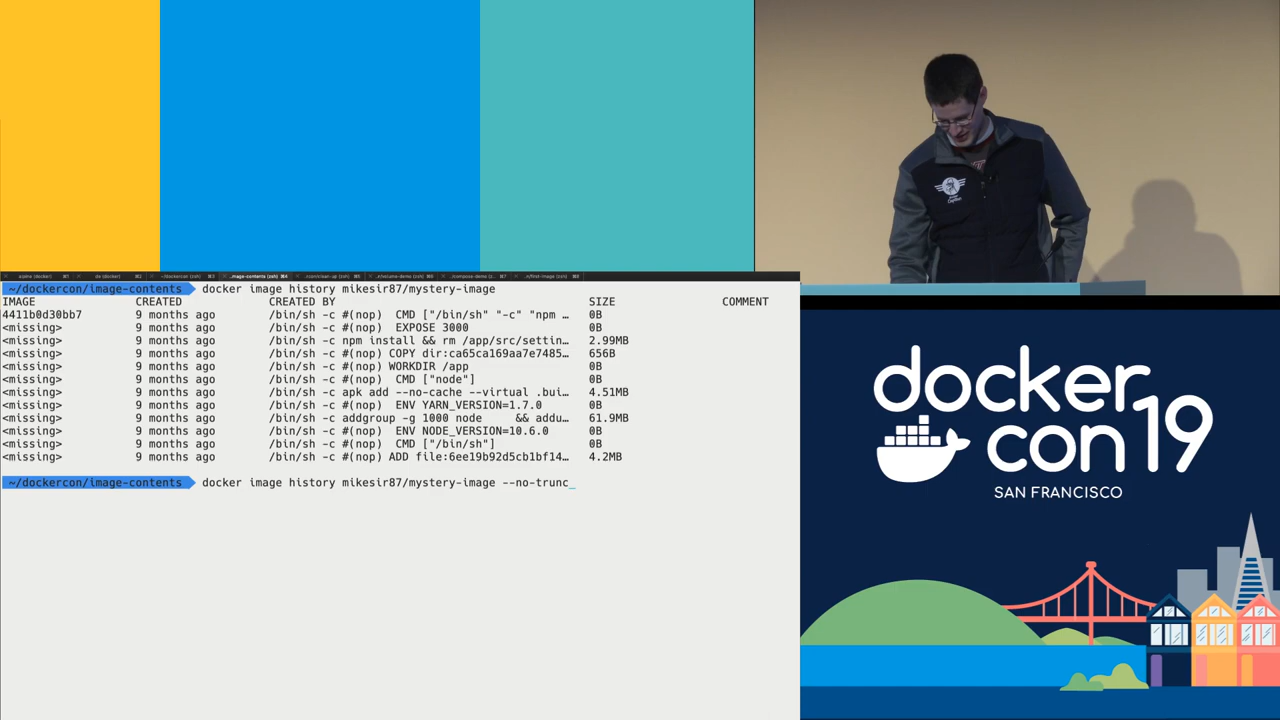 ~/dockercon/image-contents docker image history mikesir87/mystery-image
IMAGE CREATED CREATED BY SIZE COMMENT
4411b0d30bb7 9 months ago /bin/sh -c #(nop) CMD ["/bin/sh" "-c" "npm … 0B
<missing> 9 months ago /bin/sh -c #(nop) EXPOSE 3000 0B
<missing> 9 months ago /bin/sh -c npm install && rm /app/src/settin… 2.99MB
<missing> 9 months ago /bin/sh -c #(nop) COPY dir:ca65ca169aa7e7485… 656B
<missing> 9 months ago /bin/sh -c #(nop) WORKDIR /app 0B
<missing> 9 months ago /bin/sh -c #(nop) CMD ["node"] 0B
<missing> 9 months ago /bin/sh -c apk add --no-cache --virtual .bui… 4.51MB
<missing> 9 months ago /bin/sh -c #(nop) ENV YARN_VERSION=1.7.0 0B
<missing> 9 months ago /bin/sh -c addgroup -g 1000 node && addu… 61.9MB
<missing> 9 months ago /bin/sh -c #(nop) ENV NODE_VERSION=10.6.0 0B
<missing> 9 months ago /bin/sh -c #(nop) CMD ["/bin/sh"] 0B
<missing> 9 months ago /bin/sh -c #(nop) ADD file:6ee19b92d5cb1bf14… 4.2MB
~/dockercon/image-contents docker image history mikesir87/mystery-image --no-trunc_
docker
con 19
SAN FRANCISCO